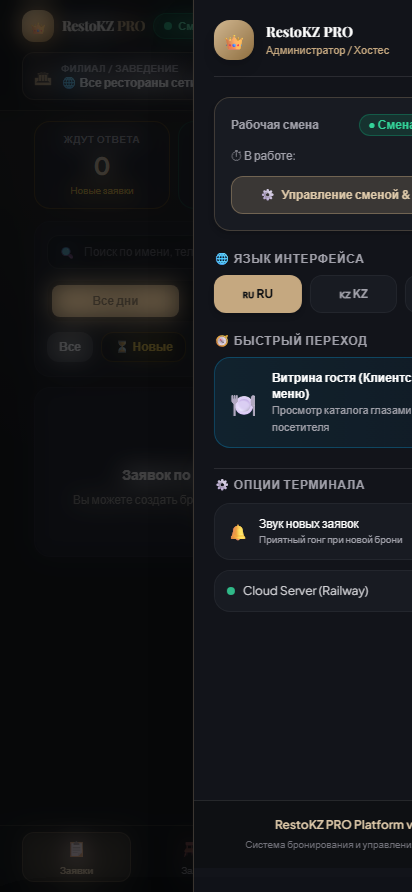 RestoKZ PRO
См
ФИЛИАЛ / ЗАВЕДЕНИЕ
Все рестораны сети
ЖДУТ ОТВЕТА
0
Новые заявки
Поиск по имени, тел
Все дни
Все
Новые
Заявок по
Вы можете создать бр
Заявки
За
RestoKZ PRO
Администратор / Хостес
Рабочая смена
Смена
В работе:
Управление сменой &
ЯЗЫК ИНТЕРФЕЙСА
RU RU
KZ KZ
БЫСТРЫЙ ПЕРЕХОД
Витрина гостя (Клиентс
меню)
Просмотр каталога глазами
посетителя
ОПЦИИ ТЕРМИНАЛА
Звук новых заявок
Приятный гонг при новой брони
Cloud Server (Railway)
RestoKZ PRO Platform v
Система бронирования и управлени